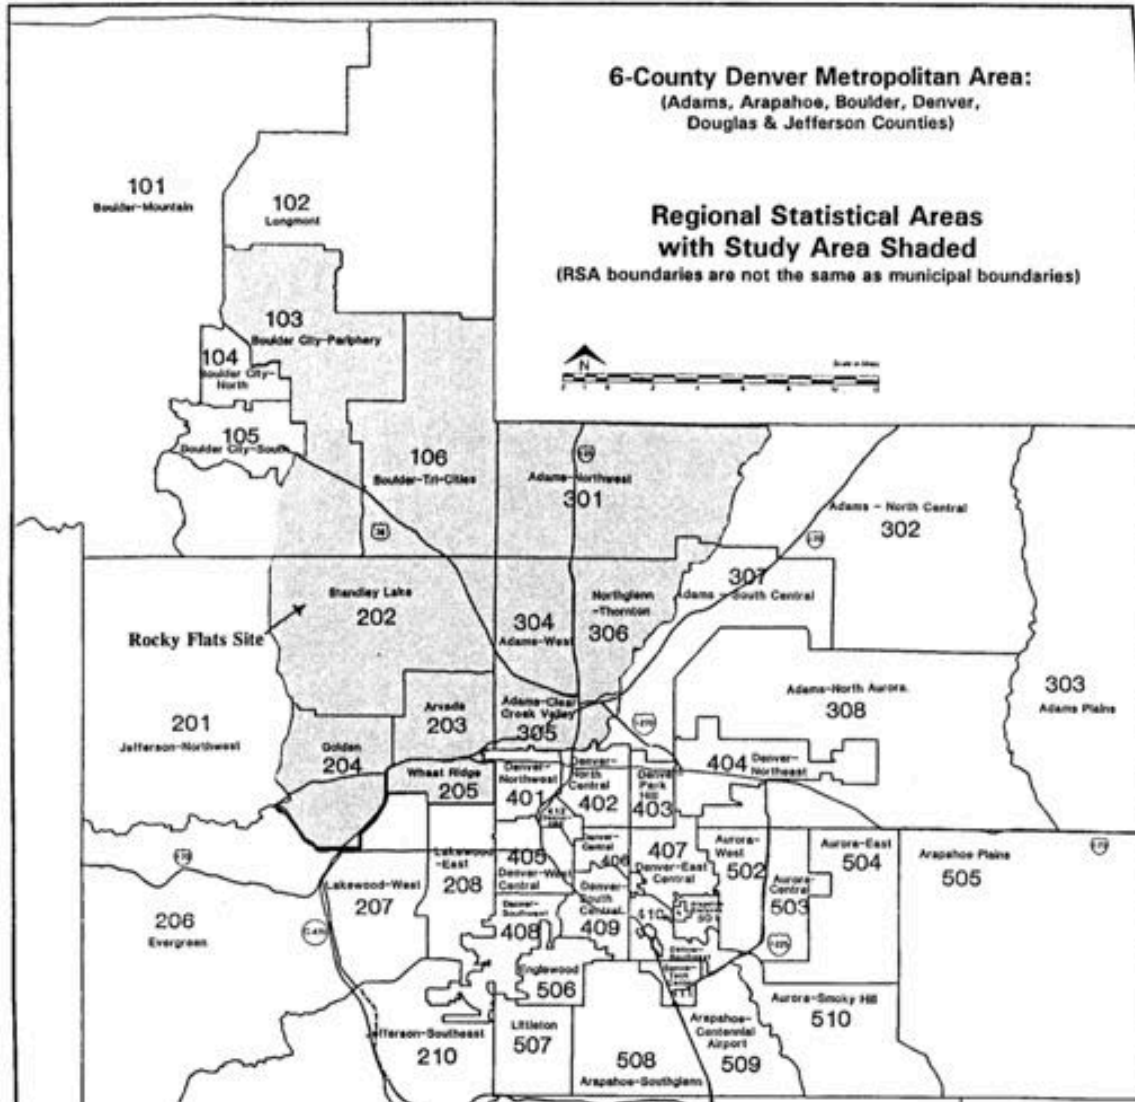 6-County Denver Metropolitan Area:
(Adams, Arapahoe, Boulder, Denver,
Douglas & Jefferson Counties)
Regional Statistical Areas
with Study Area Shaded
(RSA boundaries are not the same as municipal boundaries)
N
101
Boulder-Mountain
102
Longmont
103
Boulder City-Periphery
104
Boulder City-
North
105
Boulder City-South
106
Boulder-Tri-Cities
Adams-Northwest
301
Adams - North Central
302
303
Adams Plains
307
Adams - South Central
Standley Lake
202
Rocky Flats Site
304
Adams-West
Northglenn
-Thornton
306
201
Jefferson-Northwest
Arvada
203
Adams-Clear
Creek Valley
305
Adams-North Aurora
308
Golden
204
Wheat Ridge
205
Denver-
Northwest
401
Denver-
North
Central
402
Denver
Park
Hill
403
404 Denver-
Northeast
Lakewood
-East
208
405
Denver-West
Central
Denver-
Central
406
407
Denver-East Central
Aurora-
West
502
Aurora-
Central
503
Aurora-East
504
Arapahoe Plains
505
206
Evergreen
Lakewood-West
207
Denver-
Southwest
408
Denver-
South
Central
409
510
Englewood
506
Jefferson-Southeast
210
Littleton
507
508
Arapahoe-Southglenn
Arapahoe-
Centennial
Airport
509
Aurora-Smoky Hill
510